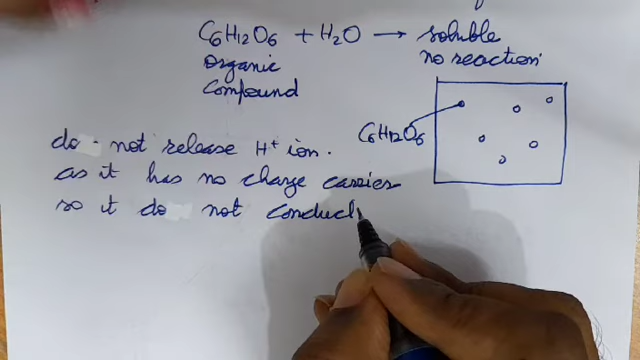 C6H12O6 + H2O → soluble
no reaction
organic
compound
C6H12O6
do not release H+ ion.
as it has no charge carrier
so it do not conduct